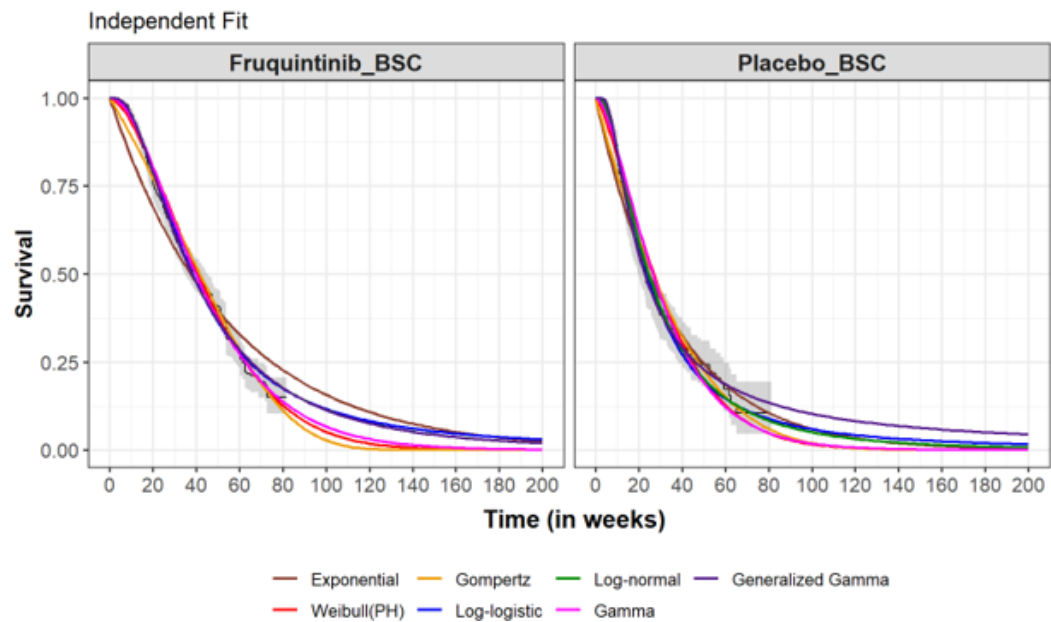 Independent Fit
Fruquintinib_BSC Placebo_BSC
1.00
0.75
0.50
0.25
0.00
Survival
0 20 40 60 80 100 120 140 160 180 200 0 20 40 60 80 100 120 140 160 180 200
Time (in weeks)
Exponential Gompertz Log-normal Generalized Gamma
Weibull(PH) Log-logistic Gamma